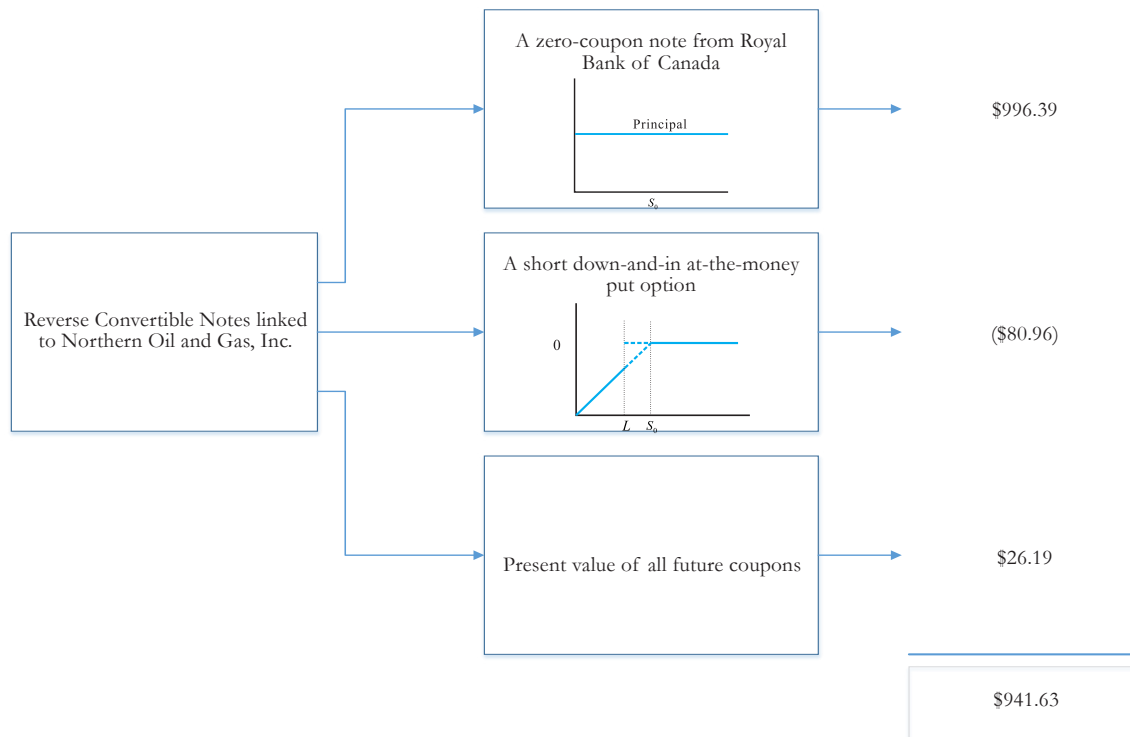 A zero-coupon note from Royal
Bank of Canada
Principal
S₀
$996.39
Reverse Convertible Notes linked
to Northern Oil and Gas, Inc.
A short down-and-in at-the-money
put option
0
L S₀
($80.96)
Present value of all future coupons
$26.19
$941.63